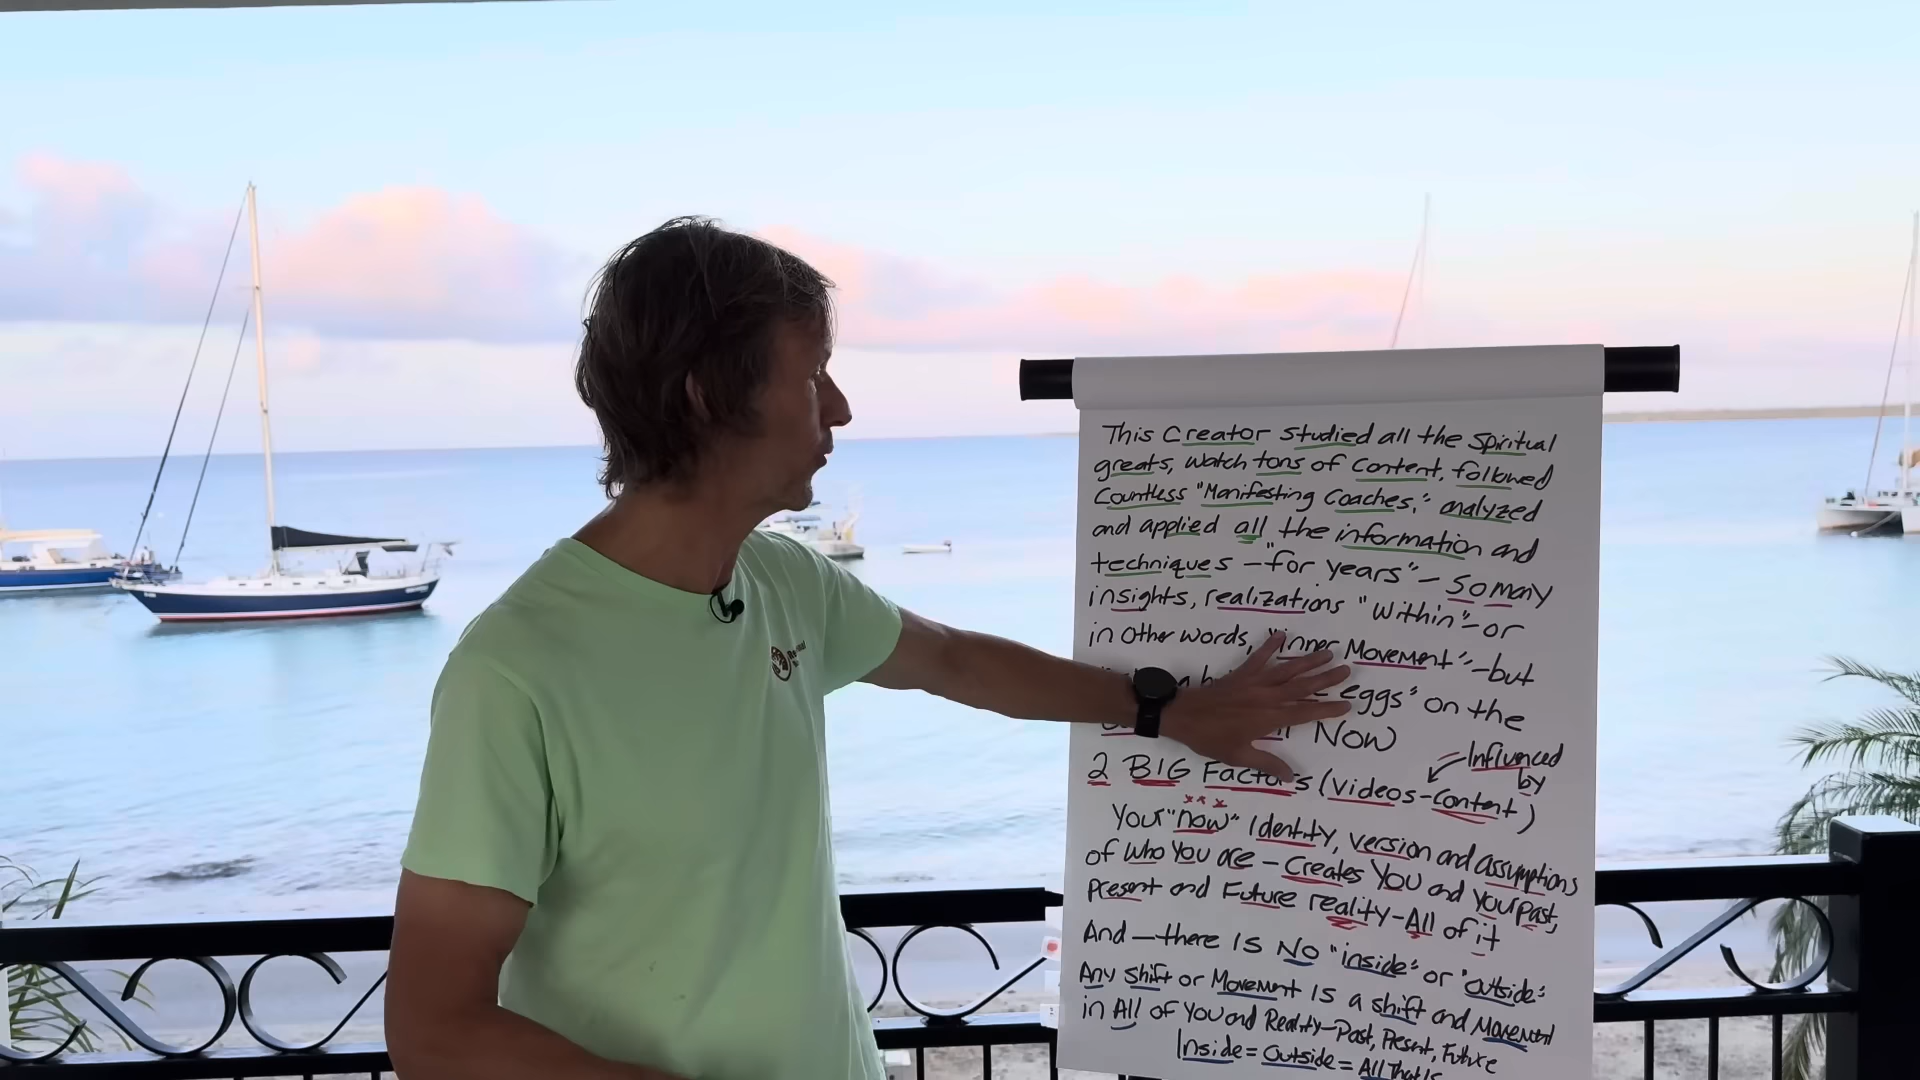 This Creator studied all the spiritual
greats, watch tons of content, followed
countless "Manifesting Coaches," analyzed
and applied all the information and
techniques - "for years" - so many
insights, realizations "within" - or
in other words, "inner Movement" - but
eggs" on the
Now
2 BIG Factors (Videos - Content)
Influenced
by
Your "now" Identity, version and assumptions
of who you are - creates You and Your Past,
Present and Future reality - All of it
And - there is No "inside" or "outside"
Any shift or Movement is a shift and Movement
in All of You and Reality - Past, Present, Future
Inside = Outside = All That Is